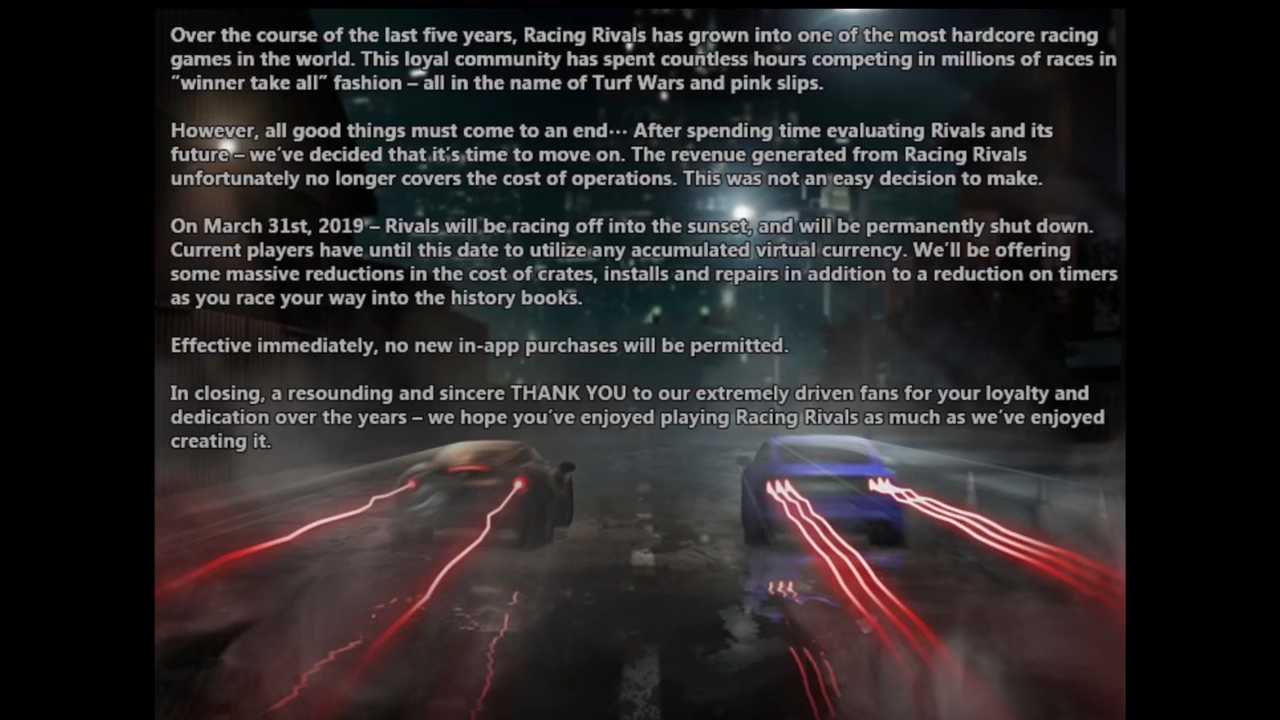 Over the course of the last five years, Racing Rivals has grown into one of the most hardcore racing
games in the world. This loyal community has spent countless hours competing in millions of races in
“winner take all” fashion – all in the name of Turf Wars and pink slips.
However, all good things must come to an end··· After spending time evaluating Rivals and its
future – we’ve decided that it’s time to move on. The revenue generated from Racing Rivals
unfortunately no longer covers the cost of operations. This was not an easy decision to make.
On March 31st, 2019 – Rivals will be racing off into the sunset, and will be permanently shut down.
Current players have until this date to utilize any accumulated virtual currency. We’ll be offering
some massive reductions in the cost of crates, installs and repairs in addition to a reduction on timers
as you race your way into the history books.
Effective immediately, no new in-app purchases will be permitted.
In closing, a resounding and sincere THANK YOU to our extremely driven fans for your loyalty and
dedication over the years – we hope you’ve enjoyed playing Racing Rivals as much as we’ve enjoyed
creating it.